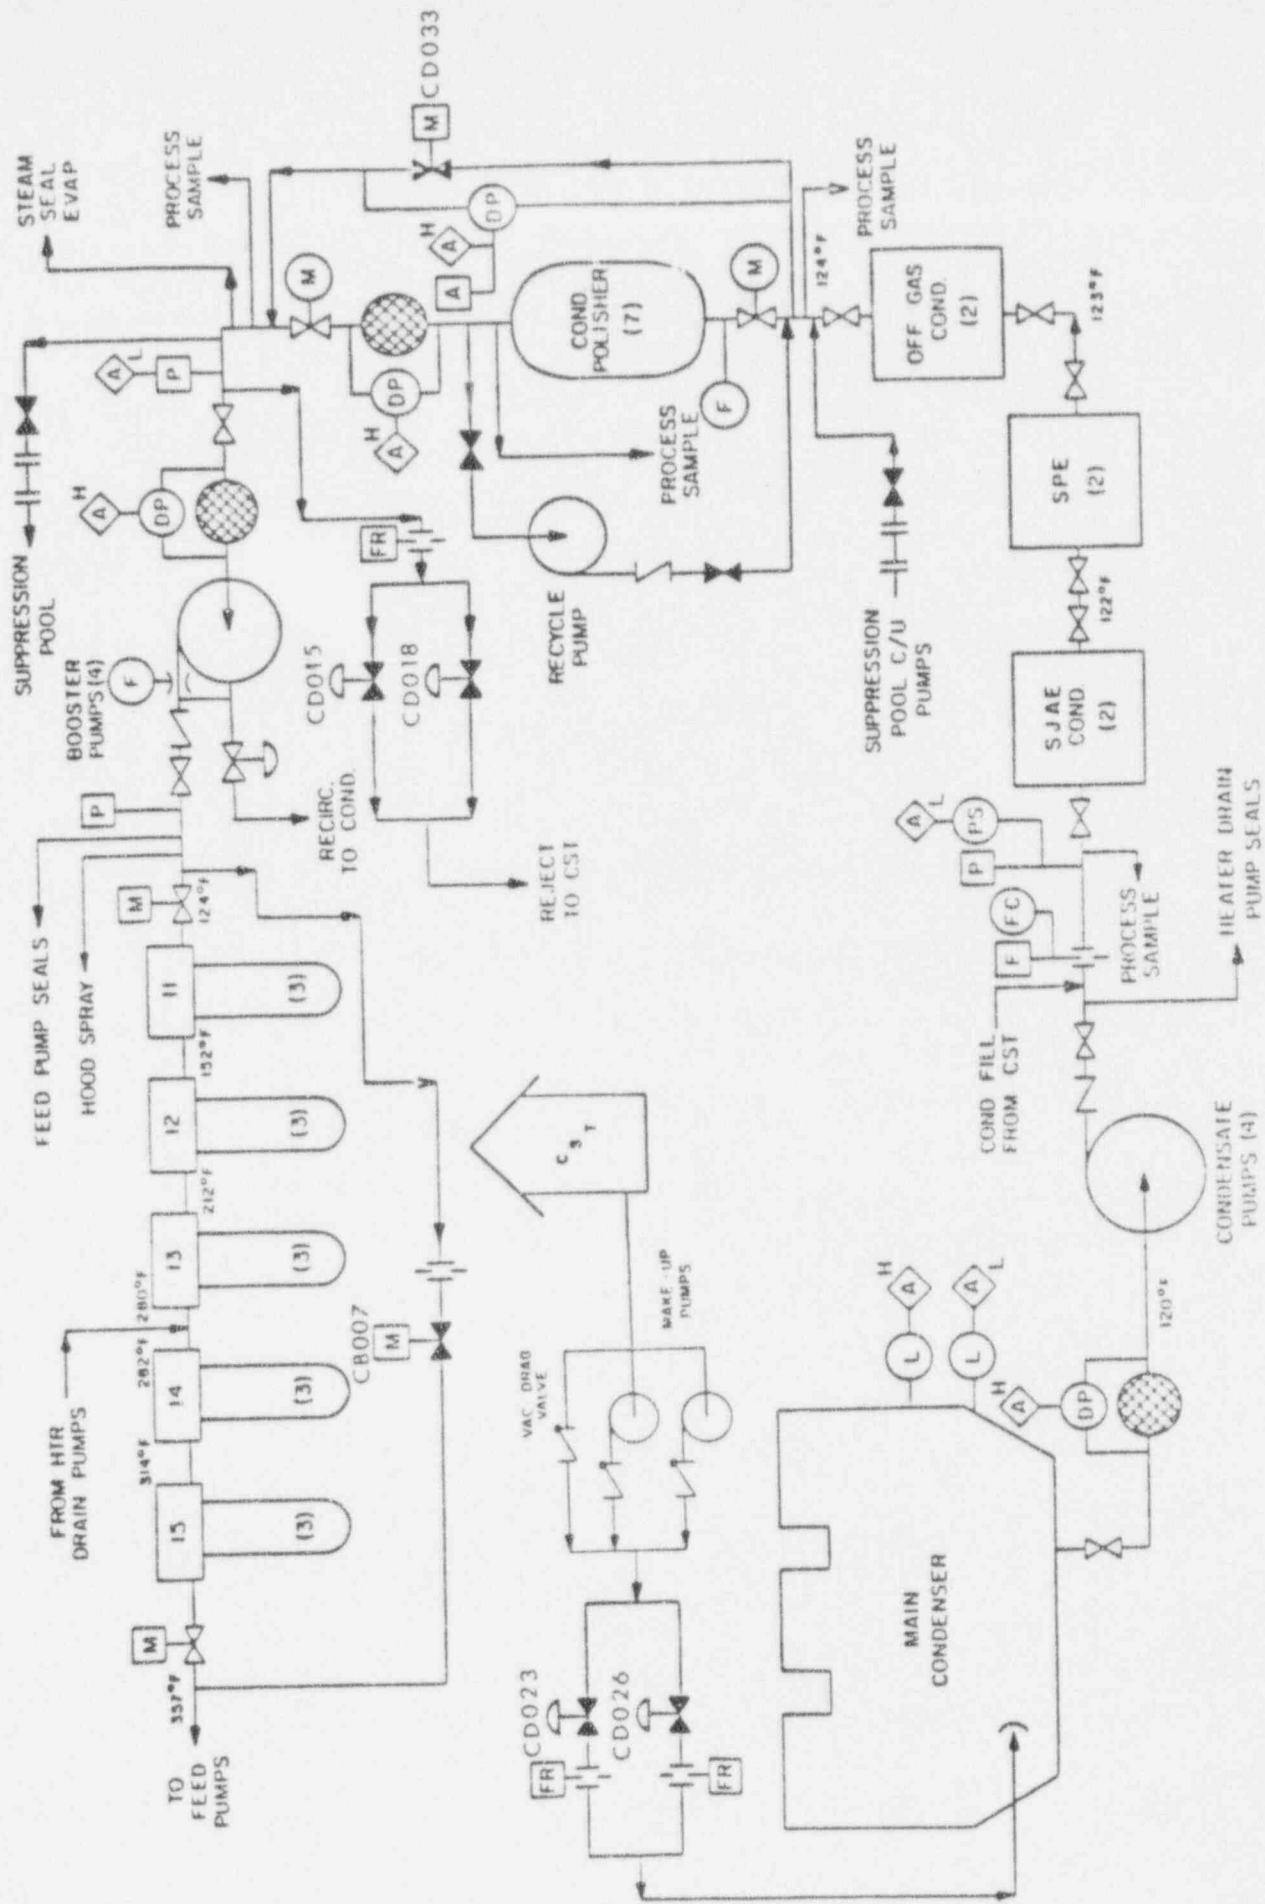 TO
FEED
PUMPS
337°F
M
FROM HTR
DRAIN PUMPS
15
(3)
314°F
14
(3)
282°F
280°F
13
(3)
212°F
12
(3)
152°F
11
(3)
124°F
M
FEED PUMP SEALS
HOOD SPRAY
P
BOOSTER
PUMPS(4)
F
RECIRC.
TO COND.
SUPPRESSION
POOL
A
H
DP
A
L
P
STEAM
SEAL
EVAP
PROCESS
SAMPLE
CB007
M
CD015
CD018
FR
REJECT
TO CST
M
DP
A
H
CD033
M
A
A
H
DP
COND
POLISHER
(7)
F
M
PROCESS
SAMPLE
RECYCLE
PUMP
124°F
PROCESS
SAMPLE
SUPPRESSION
POOL C/U
PUMPS
CST
MAKE-UP
PUMPS
VAC DRAG
VALVE
CD023
CD026
FR
FR
MAIN
CONDENSER
L
A
H
L
A
L
A
H
DP
120°F
CONDENSATE
PUMPS (4)
COND FILL
FROM CST
F
FC
P
PS
A
L
PROCESS
SAMPLE
HEATER DRAIN
PUMP SEALS
SJAE
COND.
(2)
122°F
SPE
(2)
123°F
OFF GAS
COND.
(2)